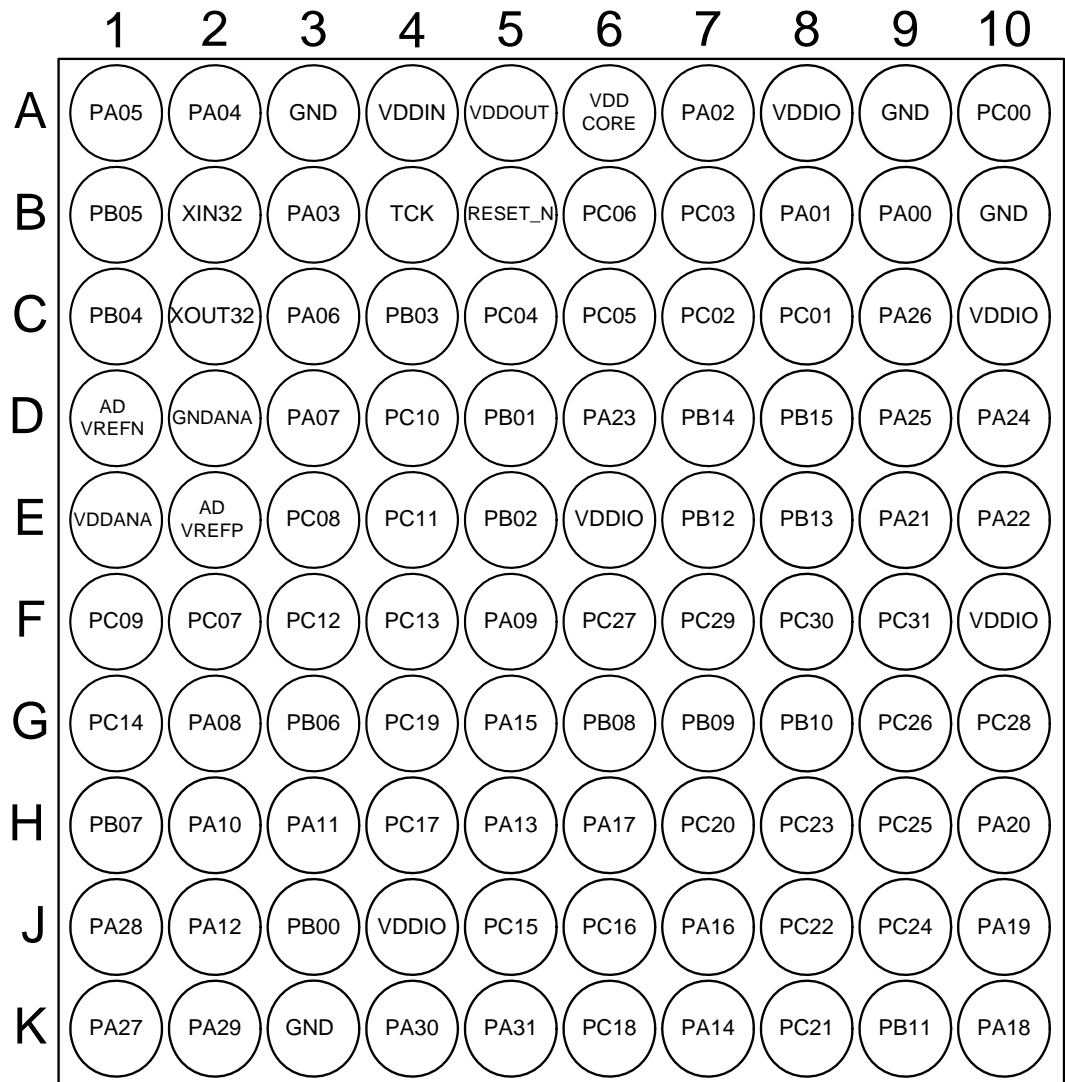 1 2 3 4 5 6 7 8 9 10
A PA05 PA04 GND VDDIN VDDOUT VDD CORE PA02 VDDIO GND PC00
B PB05 XIN32 PA03 TCK RESET_N PC06 PC03 PA01 PA00 GND
C PB04 XOUT32 PA06 PB03 PC04 PC05 PC02 PC01 PA26 VDDIO
D AD VREFN GNDANA PA07 PC10 PB01 PA23 PB14 PB15 PA25 PA24
E VDDANA AD VREFP PC08 PC11 PB02 VDDIO PB12 PB13 PA21 PA22
F PC09 PC07 PC12 PC13 PA09 PC27 PC29 PC30 PC31 VDDIO
G PC14 PA08 PB06 PC19 PA15 PB08 PB09 PB10 PC26 PC28
H PB07 PA10 PA11 PC17 PA13 PA17 PC20 PC23 PC25 PA20
J PA28 PA12 PB00 VDDIO PC15 PC16 PA16 PC22 PC24 PA19
K PA27 PA29 GND PA30 PA31 PC18 PA14 PC21 PB11 PA18